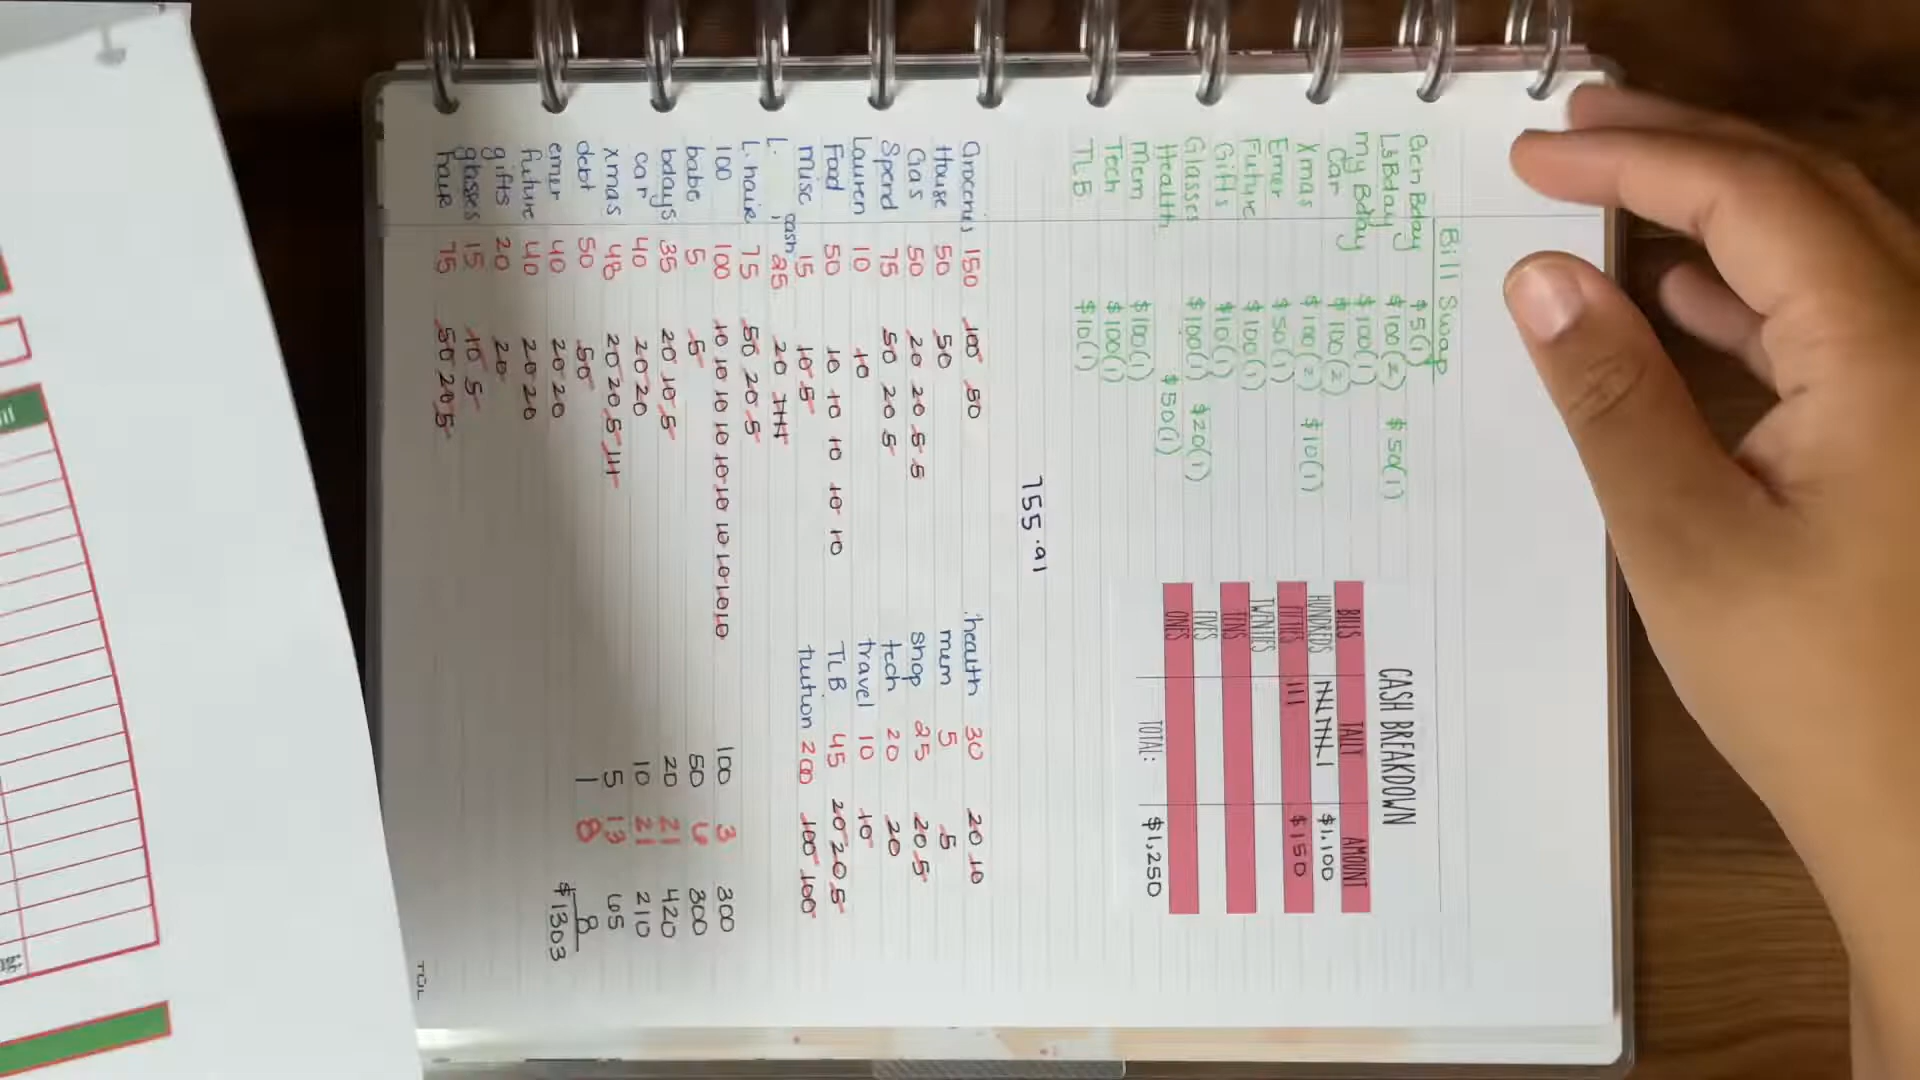 Bill Swap
Gen Bday $5(1)
L's Bday $100(2) $50(1)
My Bday $100(1)
Car $100(2)
Xmas $100(2) $10(1)
Emer $50(1)
Future $100(1)
Gifts $10(1)
Glasses $100(1) $20(1)
Health $50(1)
Mem $100(1)
Tech $100(1)
TLB $10(1)
CASH BREAKDOWN
BILLS TALLY AMOUNT
HUNDREDS $1,100
FIFTIES III $150
TWENTIES
TENS
FIVES
ONES
TOTAL: $1,250
755.91
Groceries 150 100 50
House 50 50
Gas 50 20 20 5 5
Spend 75 50 20 5
Lauren 10 10
Food 50 10 10 10 10 10
Misc 15 10 5
L. cash 25 20
L. hair 75 50 20 5
100 100 10 10 10 10 10 10 10 10 10 10
babe 5 5
bdays 35 20 10 5
car 40 20 20
xmas 48 20 20 5 III
debt 50 50
emer 40 20 20
future 40 20 20
gifts 20 20
glasses 15 10 5
hair 75 50 20 5
health 30 20 10
mem 5 5
shop 25 20 5
tech 20 20
travel 10 10
TLB 45 20 20 5
tuition 200 100 100
100 3 300
50 6 300
20 21 420
10 21 210
5 13 65
1 8 8
$1303